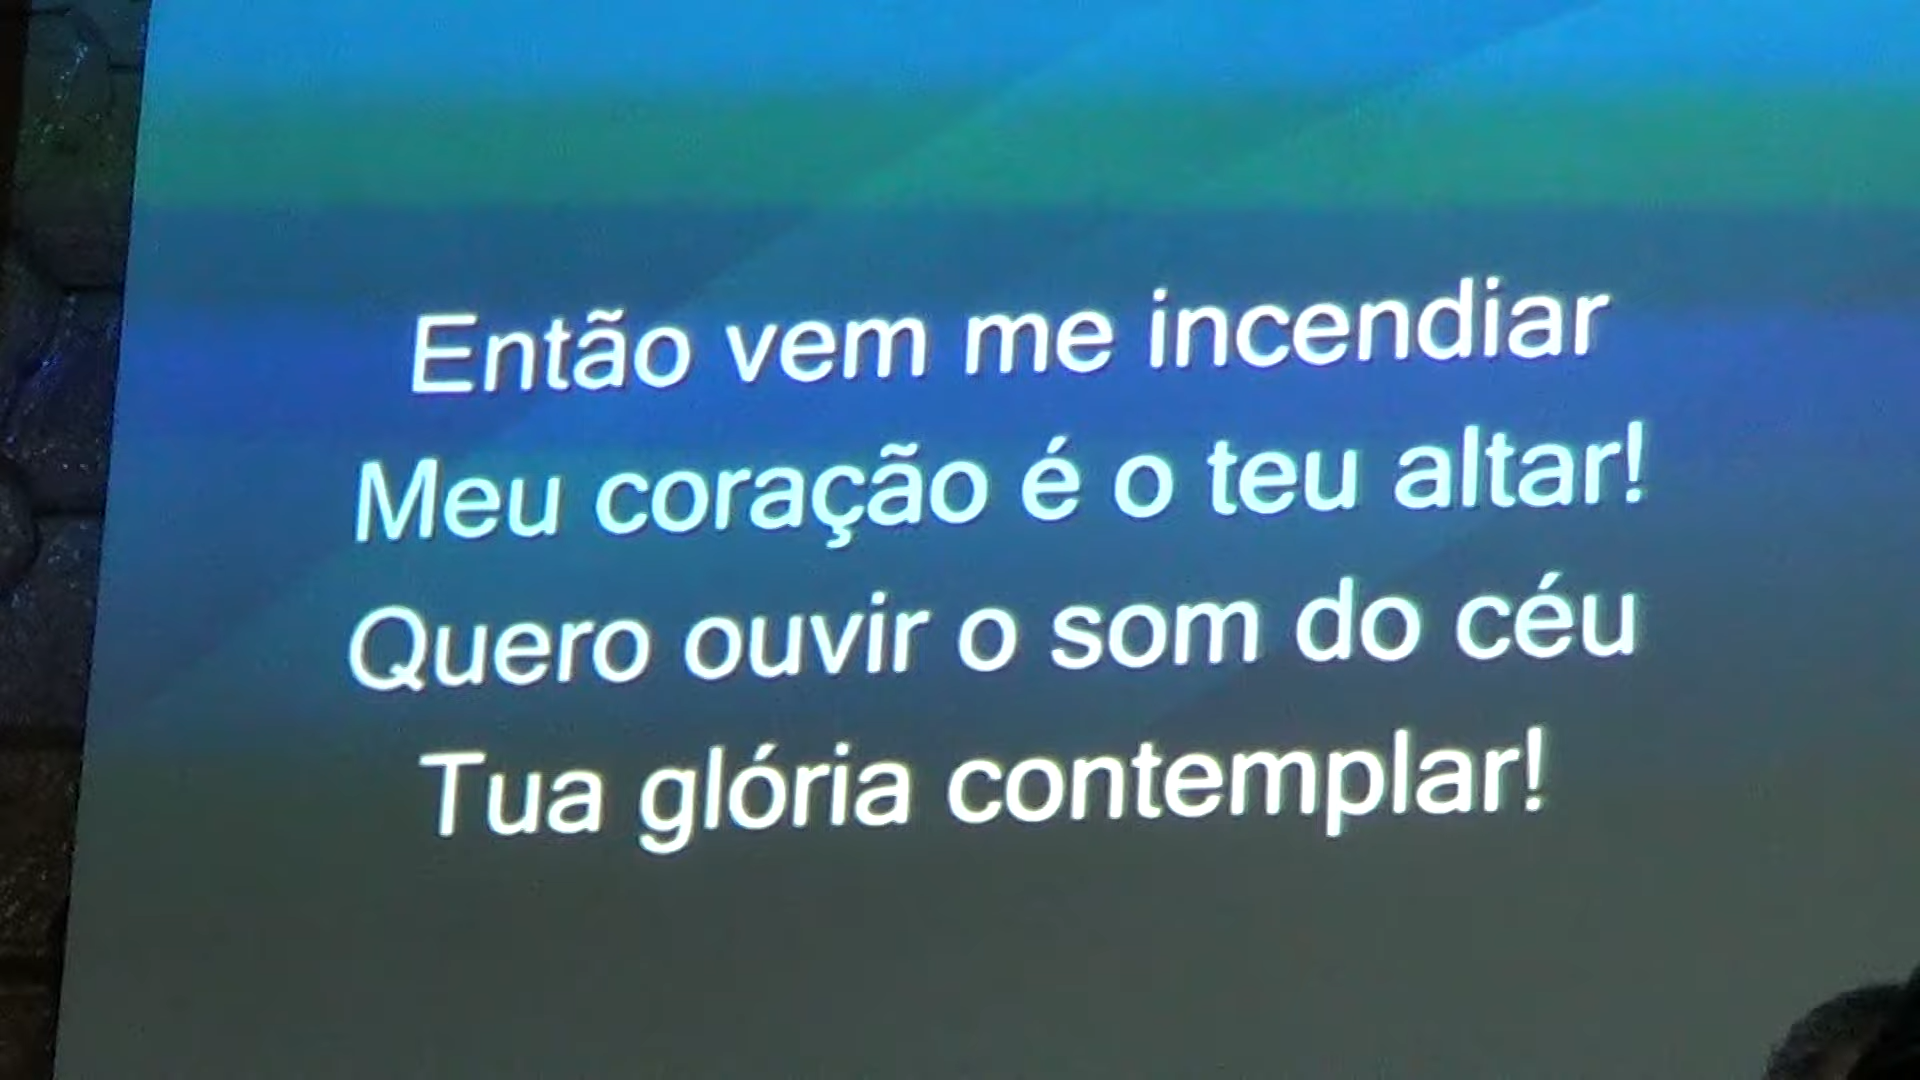 Então vem me incendiar
Meu coração é o teu altar!
Quero ouvir o som do céu
Tua glória contemplar!